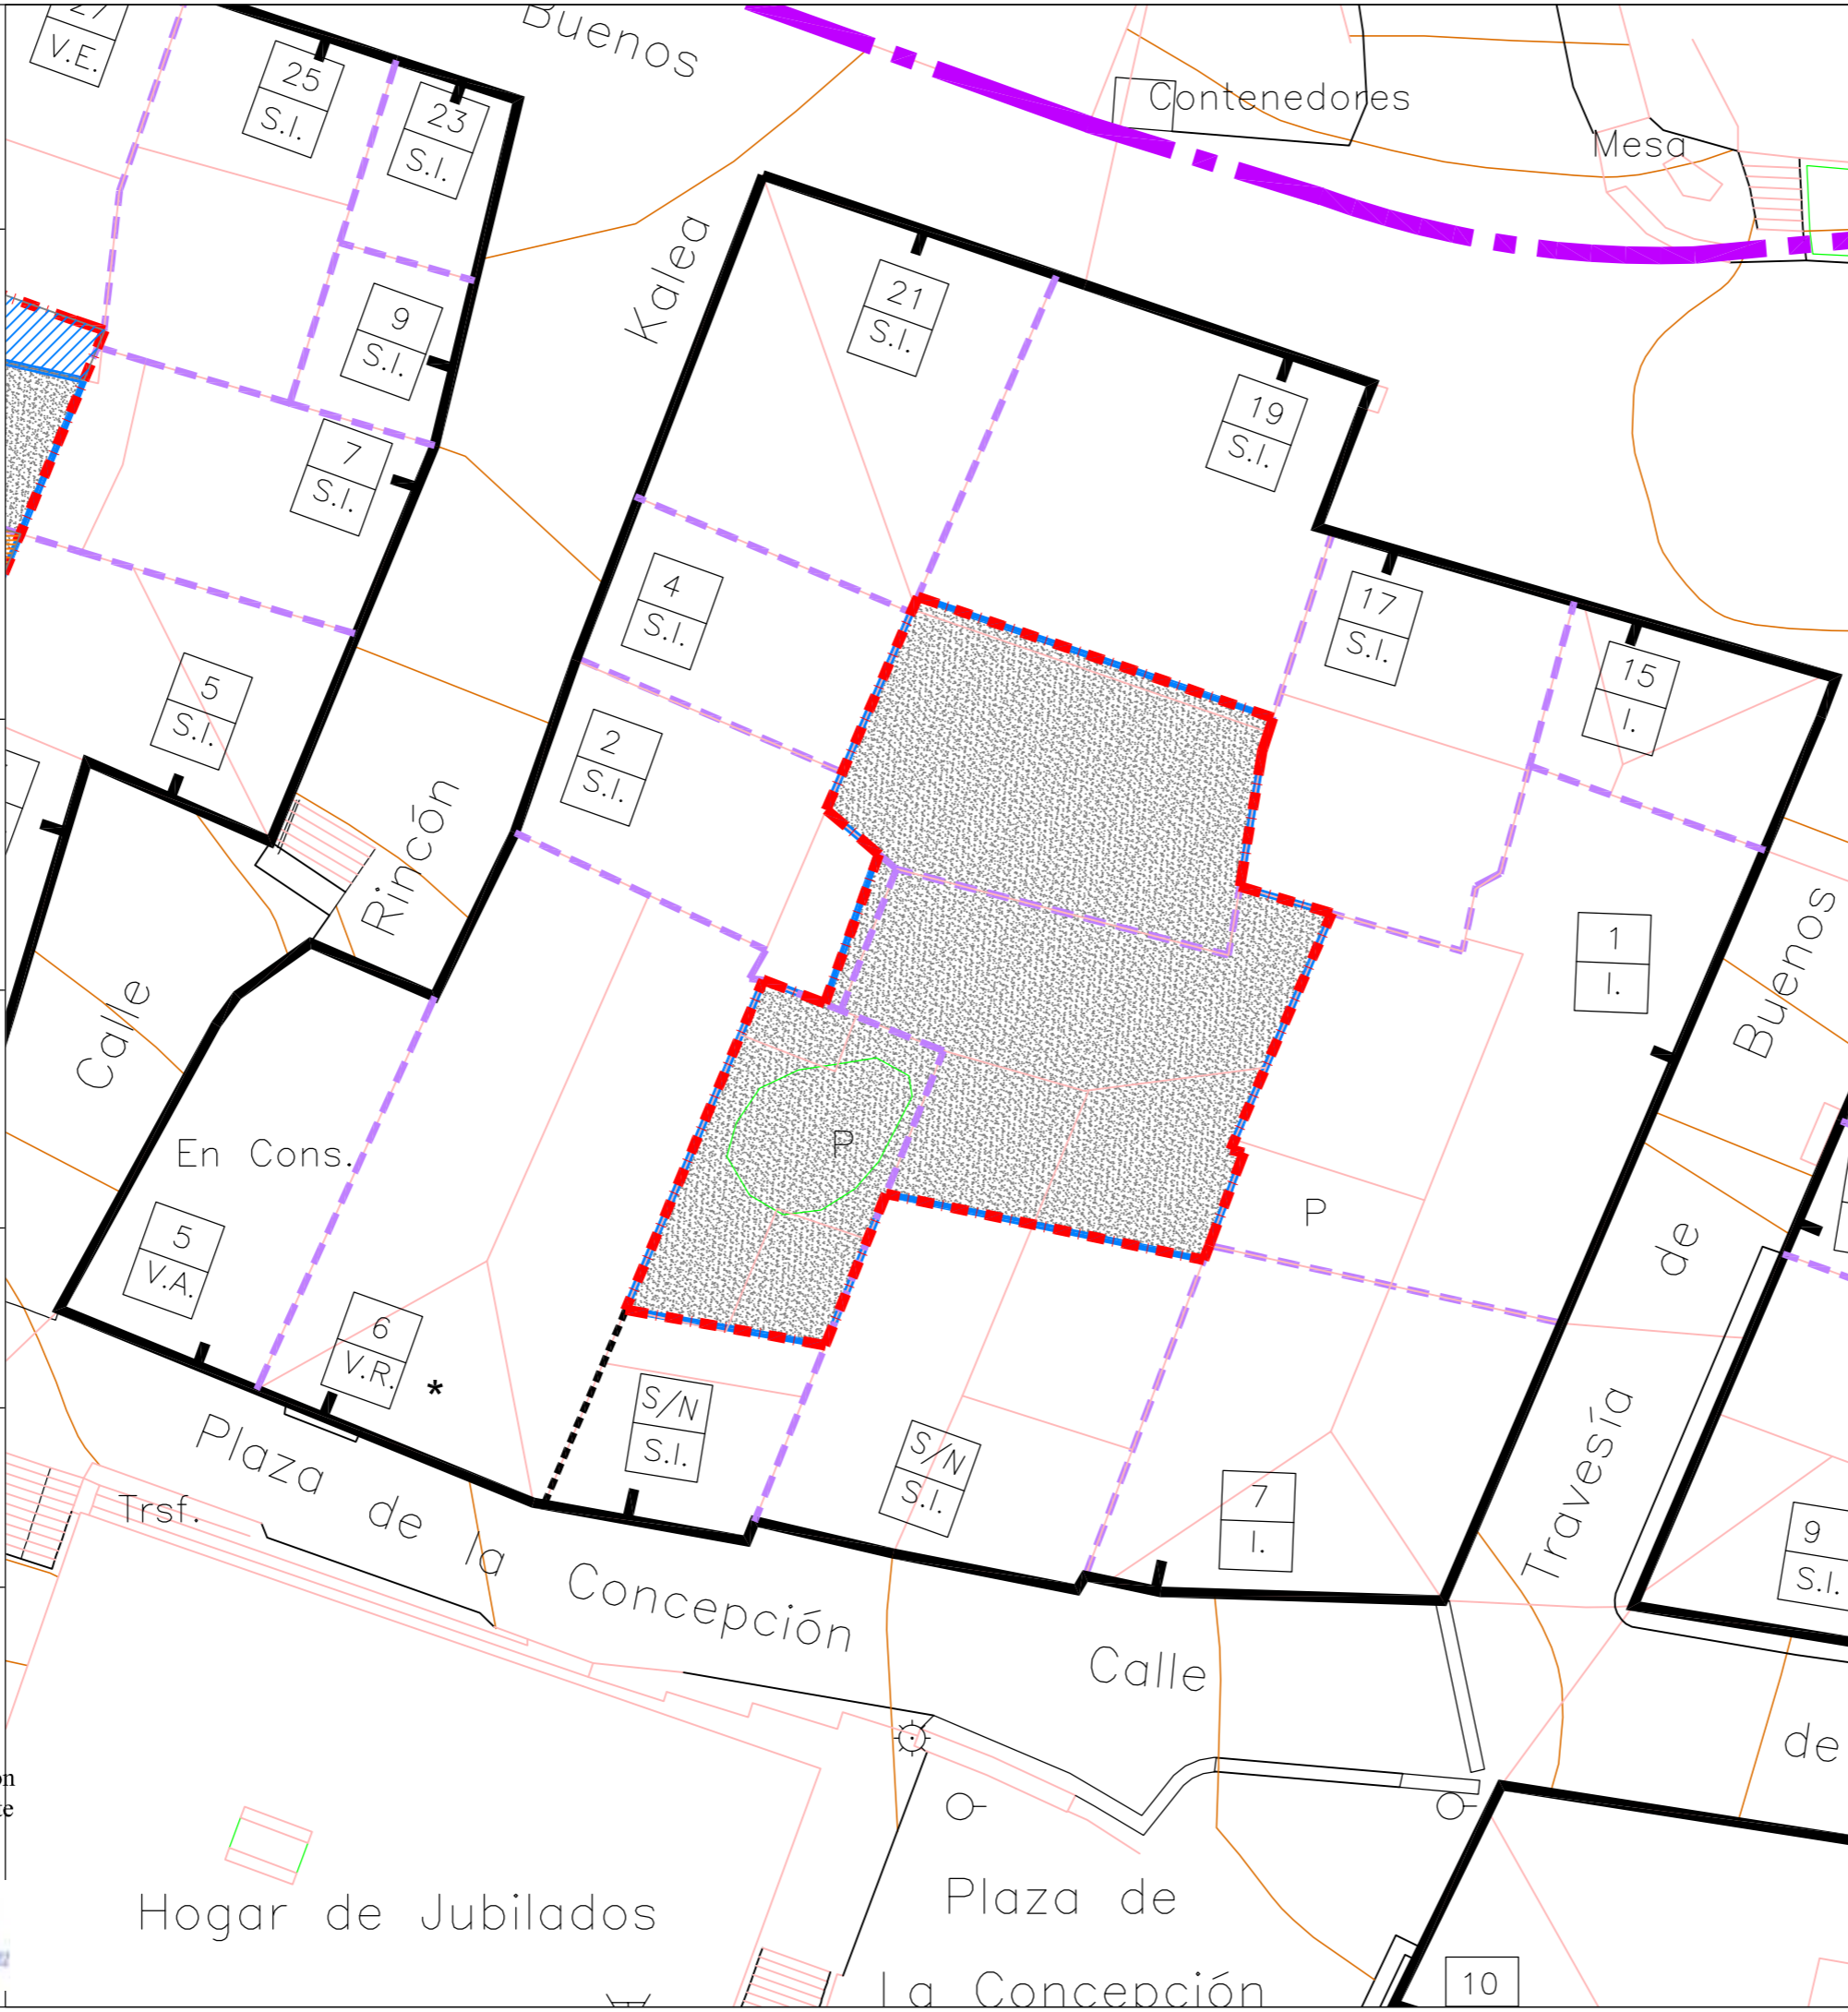 27
V.E.
25
S.I.
23
S.I.
Buenos
Contenedores
Mesa
Kalea
21
S.I.
9
S.I.
19
S.I.
7
S.I.
4
S.I.
17
S.I.
15
I.
5
S.I.
2
S.I.
Rincón
1
I.
Buenos
Calle
En Cons.
P
P
de
5
V.A.
6
V.R.
*
S/N
S.I.
S/N
S.I.
7
I.
Travesía
9
S.I.
Trsf.
Plaza de la Concepción
Calle
de
Hogar de Jubilados
Plaza de
La Concepción
10